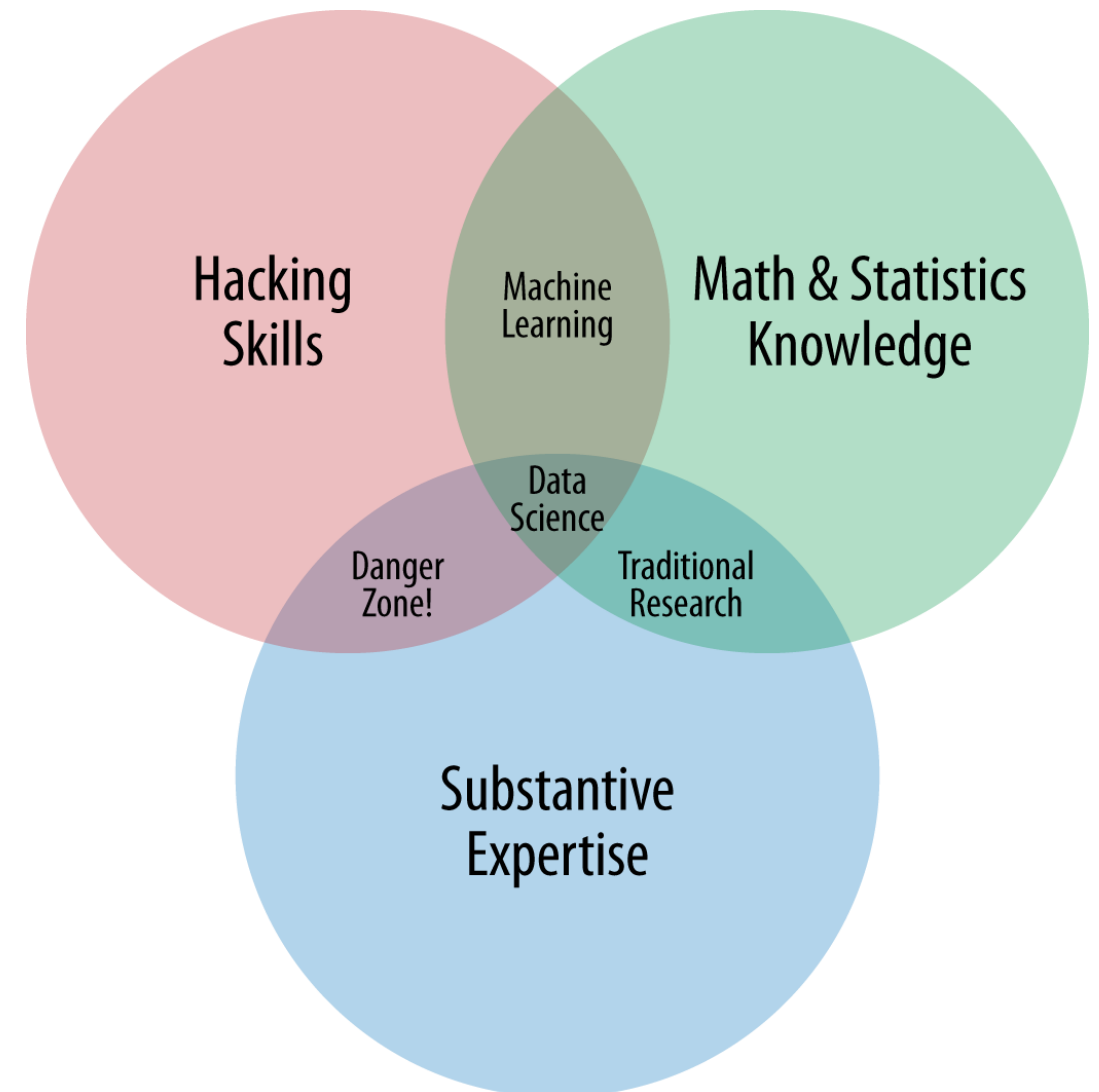 Hacking
Skills
Machine
Learning
Math & Statistics
Knowledge
Data
Science
Danger
Zone!
Traditional
Research
Substantive
Expertise